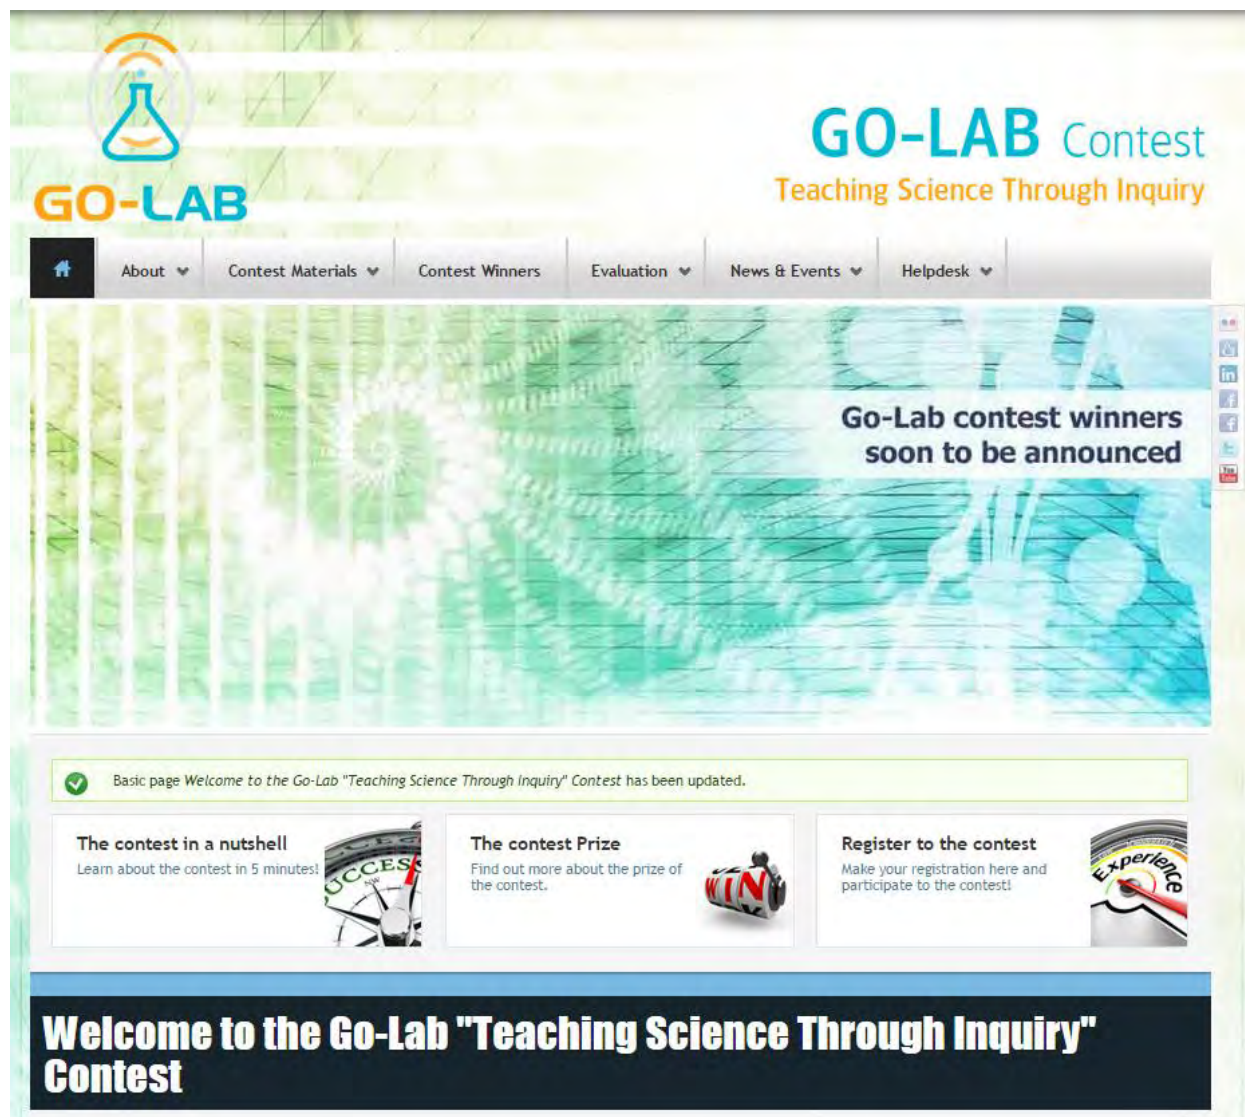 GO-LAB
GO-LAB Contest
Teaching Science Through Inquiry
About
Contest Materials
Contest Winners
Evaluation
News & Events
Helpdesk
Go-Lab contest winners
soon to be announced
in
You
Tube
Basic page Welcome to the Go-Lab "Teaching Science Through Inquiry" Contest has been updated.
The contest in a nutshell
Learn about the contest in 5 minutes!
SUCCESS
NW
The contest Prize
Find out more about the prize of
the contest.
WIN
Register to the contest
Make your registration here and
participate to the contest!
Experience
Welcome to the Go-Lab "Teaching Science Through Inquiry"
Contest